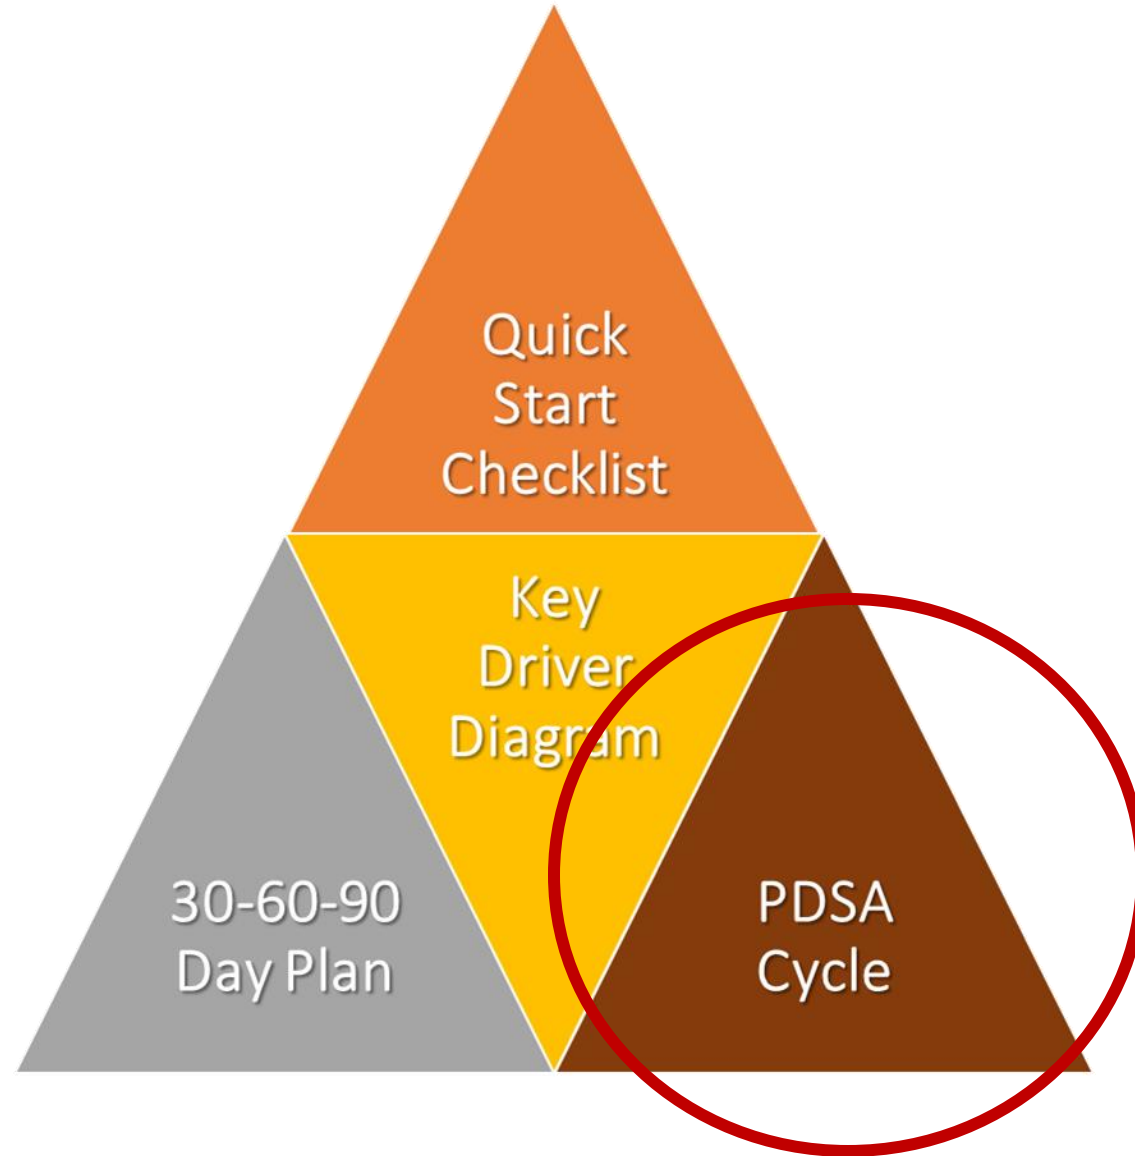 Quick
Start
Checklist
Key
Driver
Diagram
30-60-90
Day Plan
PDSA
Cycle